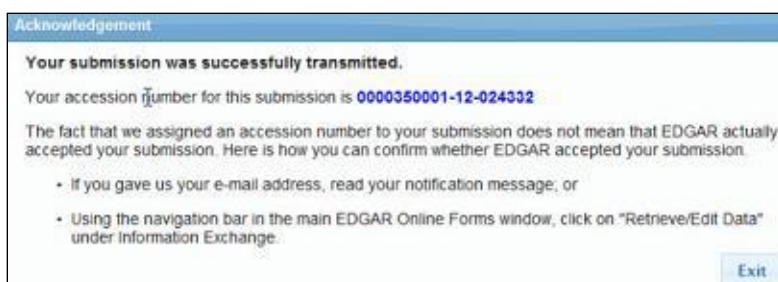 Acknowledgement
Your submission was successfully transmitted.
Your accession number for this submission is 0000350001-12-024332
The fact that we assigned an accession number to your submission does not mean that EDGAR actually
accepted your submission. Here is how you can confirm whether EDGAR accepted your submission.
• If you gave us your e-mail address, read your notification message; or
• Using the navigation bar in the main EDGAR Online Forms window, click on "Retrieve/Edit Data"
under Information Exchange.
Exit